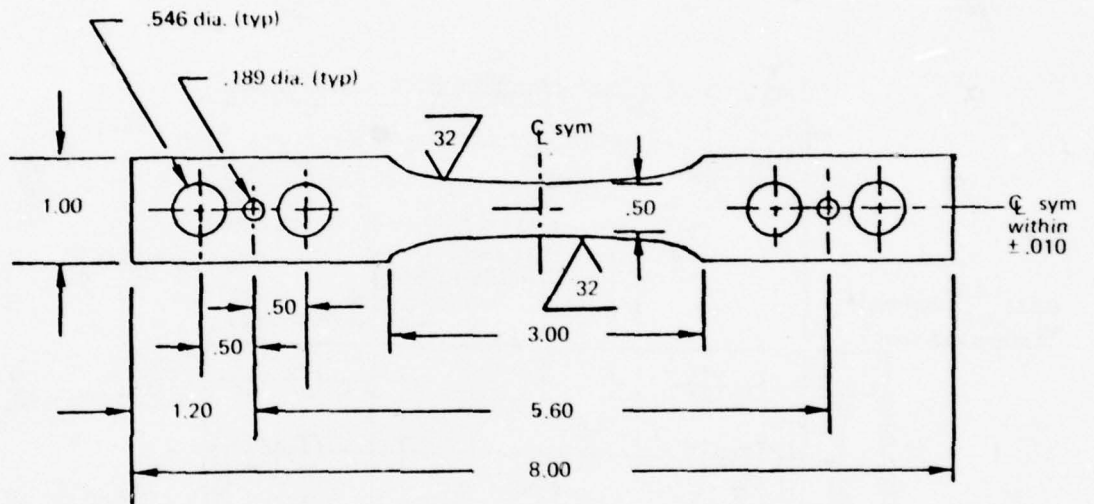 .546 dia. (typ)
.189 dia. (typ)
32
℄ sym
1.00
.50
℄ sym
within
± .010
32
.50
3.00
.50
1.20
5.60
8.00